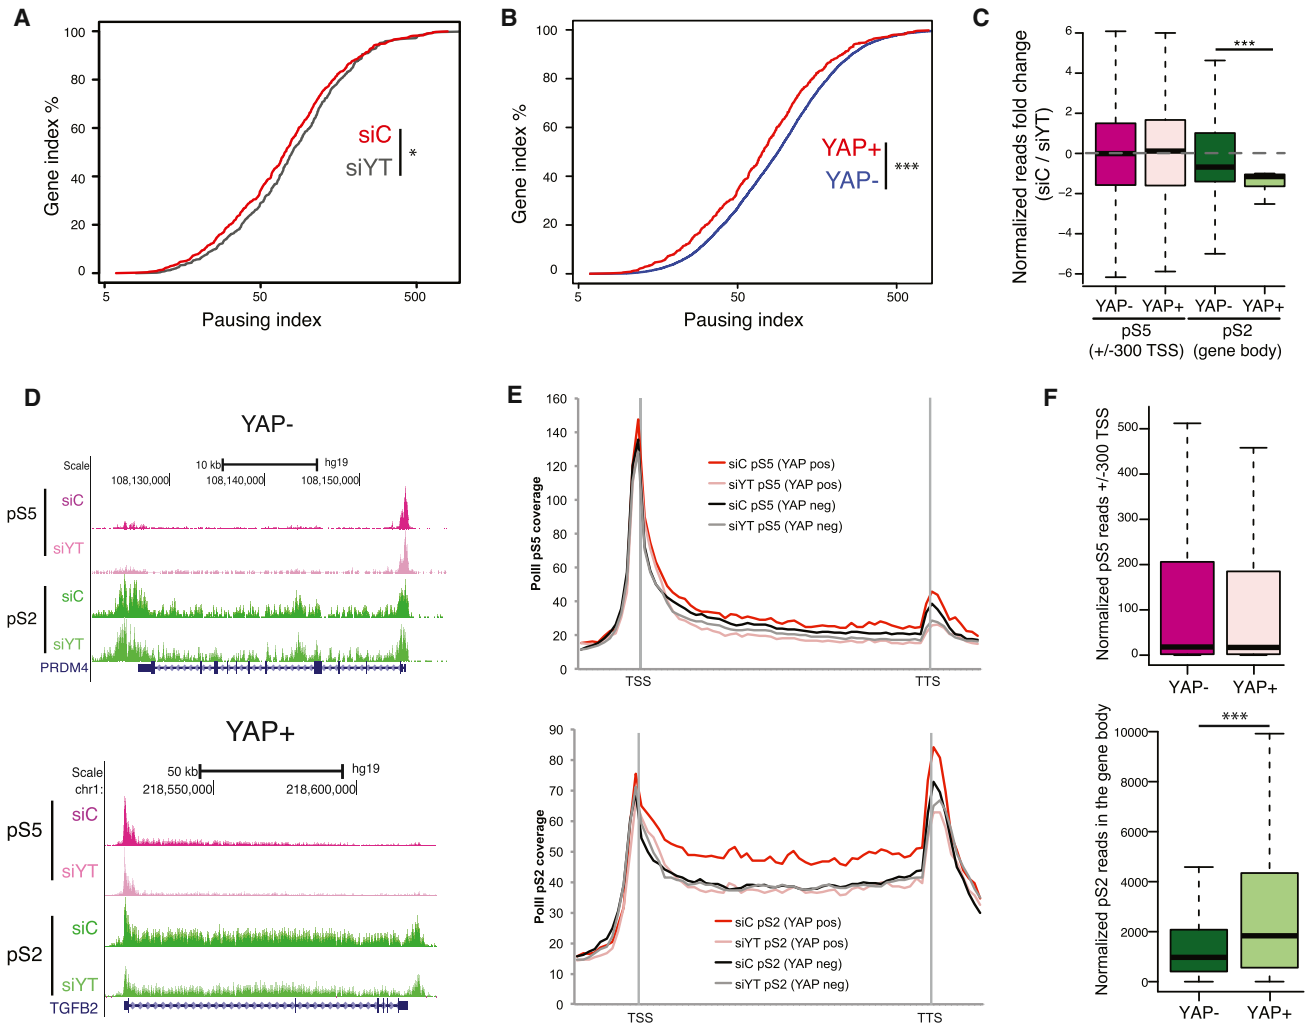 A
100
80
60
40
20
0
Gene index %
siC
siYT
*
5
50
500
Pausing index
B
100
80
60
40
20
0
Gene index %
YAP+
YAP-
***
5
50
500
Pausing index
C
6
4
2
0
−2
−4
−6
Normalized reads fold change
(siC / siYT)
***
YAP- YAP+ YAP- YAP+
pS5 pS2
(+/-300 TSS) (gene body)
D
YAP-
Scale 10 kb hg19
108,130,000 108,140,000 108,150,000
pS5
siC
siYT
pS2
siC
siYT
PRDM4
YAP+
Scale 50 kb hg19
chr1: 218,550,000 218,600,000
pS5
siC
siYT
pS2
siC
siYT
TGFB2
E
160
140
120
100
80
60
40
20
0
PolII pS5 coverage
siC pS5 (YAP pos)
siYT pS5 (YAP pos)
siC pS5 (YAP neg)
siYT pS5 (YAP neg)
TSS TTS
90
80
70
60
50
40
30
20
10
0
PolII pS2 coverage
siC pS2 (YAP pos)
siYT pS2 (YAP pos)
siC pS2 (YAP neg)
siYT pS2 (YAP neg)
TSS TTS
F
500
400
300
200
100
0
Normalized pS5 reads +/-300 TSS
YAP- YAP+
10000
8000
6000
4000
2000
0
Normalized pS2 reads in the gene body
***
YAP- YAP+